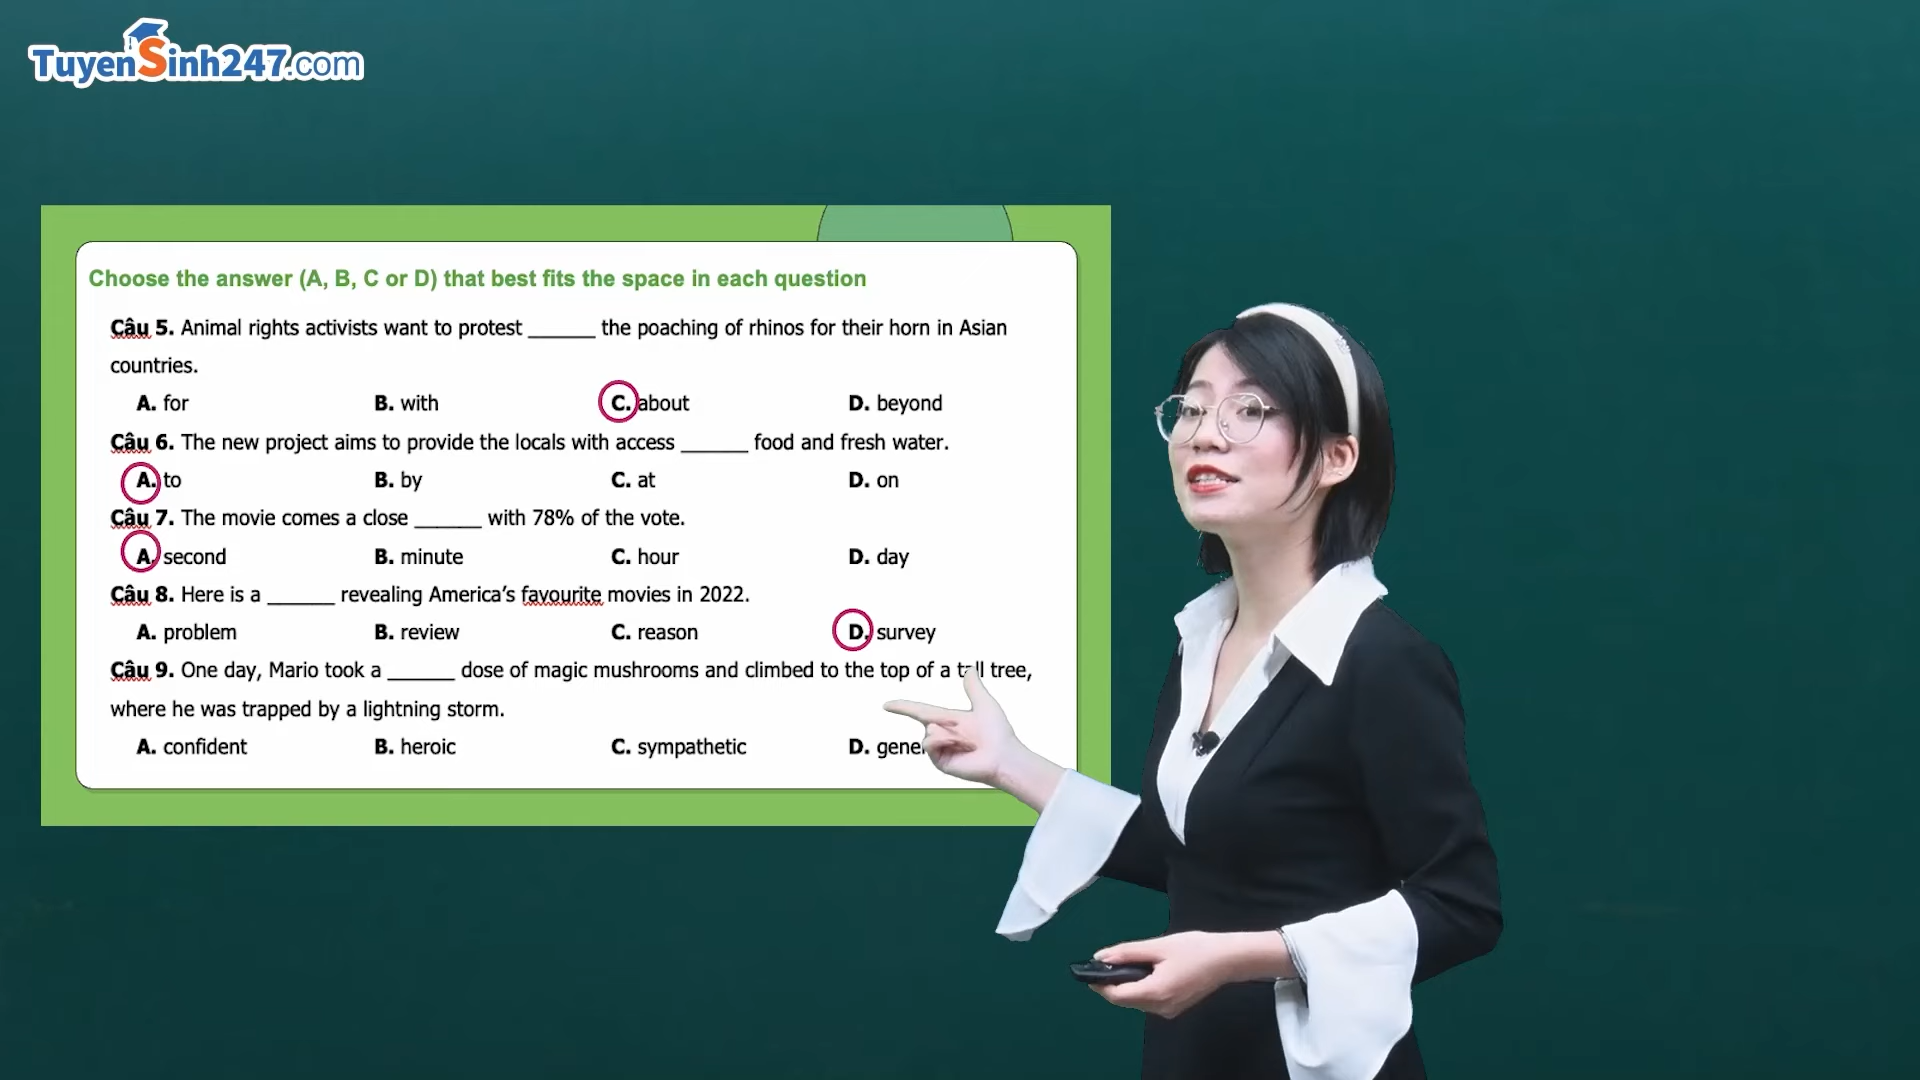 TuyenSinh247.com
Choose the answer (A, B, C or D) that best fits the space in each question
Câu 5. Animal rights activists want to protest ______ the poaching of rhinos for their horn in Asian
countries.
A. for B. with C. about D. beyond
Câu 6. The new project aims to provide the locals with access ______ food and fresh water.
A. to B. by C. at D. on
Câu 7. The movie comes a close ______ with 78% of the vote.
A. second B. minute C. hour D. day
Câu 8. Here is a ______ revealing America's favourite movies in 2022.
A. problem B. review C. reason D. survey
Câu 9. One day, Mario took a ______ dose of magic mushrooms and climbed to the top of a tall tree,
where he was trapped by a lightning storm.
A. confident B. heroic C. sympathetic D.